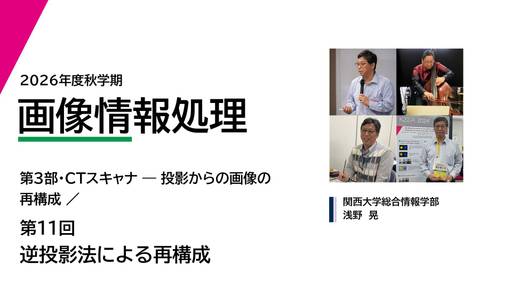 2026年度秋学期
画像情報処理
第3部・CTスキャナ ― 投影からの画像の
再構成 ／
第11回
逆投影法による再構成
関西大学総合情報学部
浅野　晃